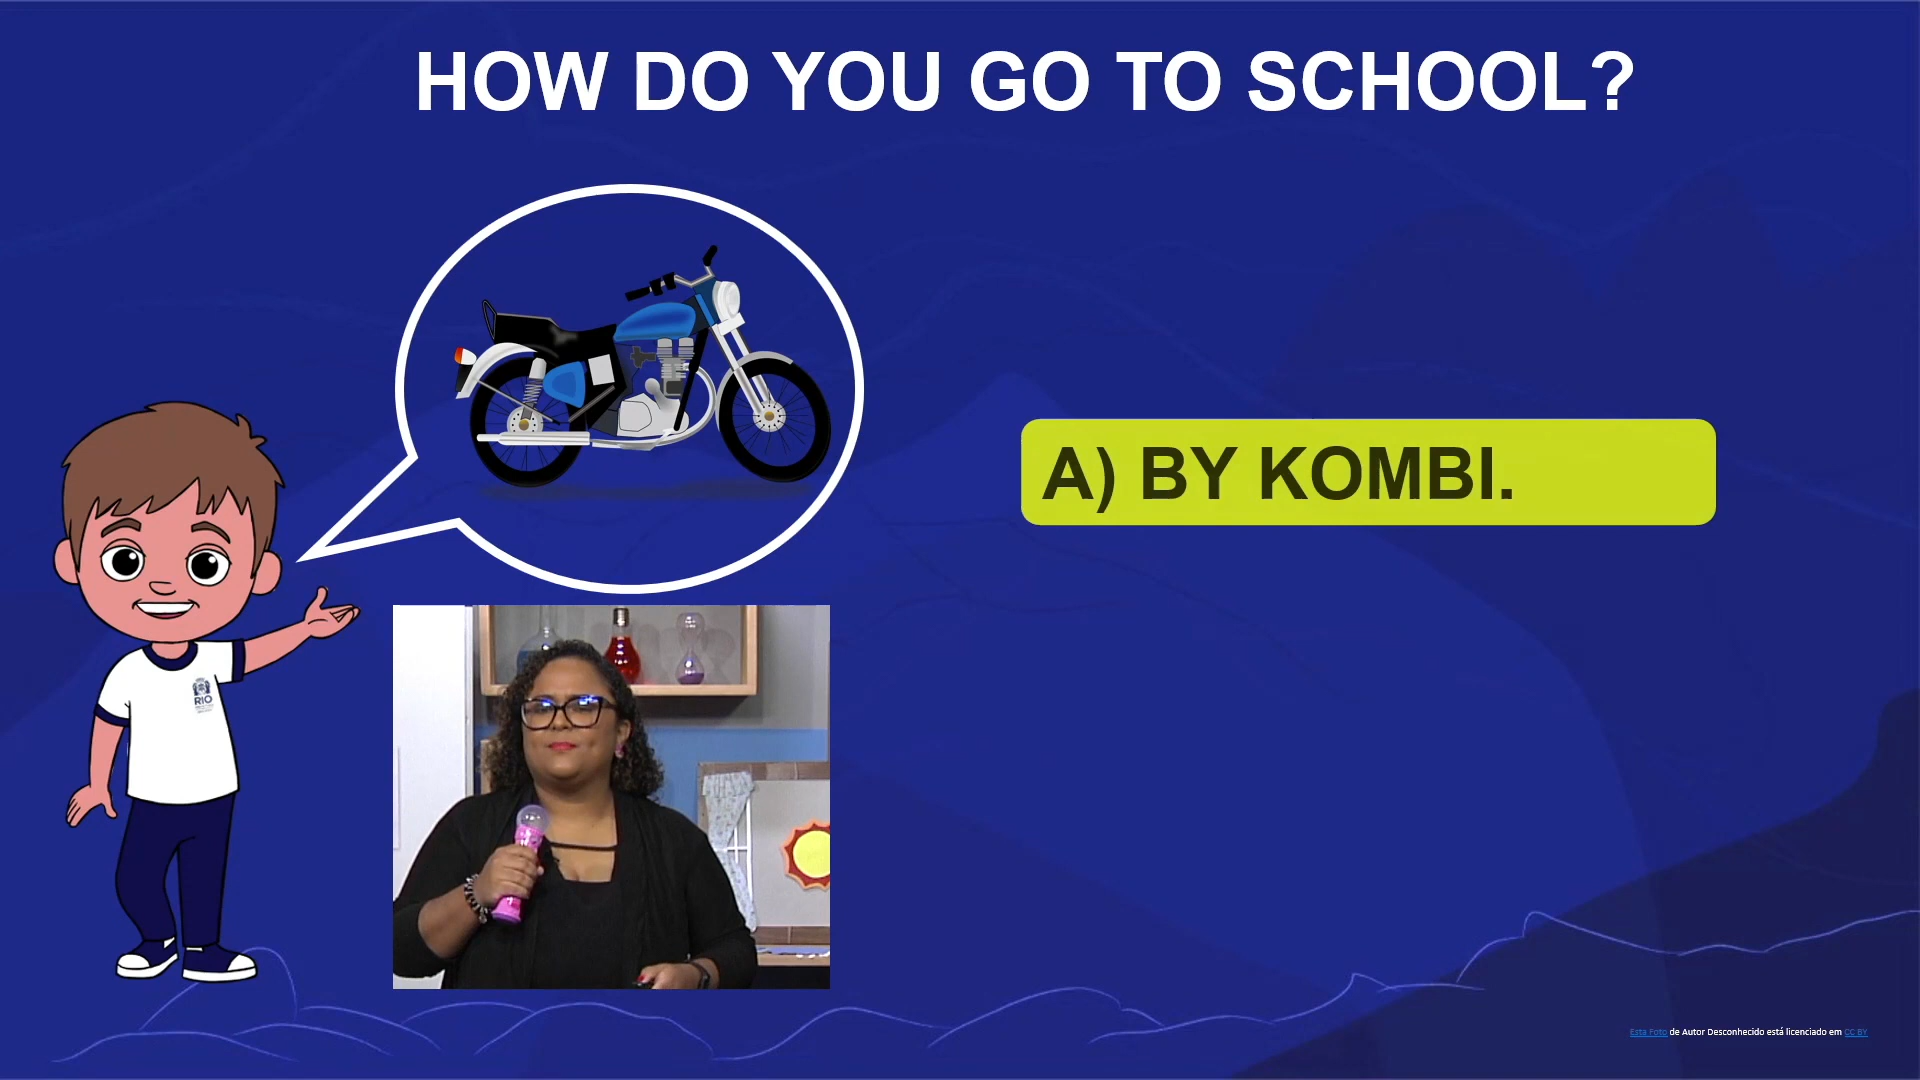 HOW DO YOU GO TO SCHOOL?
A) BY KOMBI.
RIO
Esta Foto de Autor Desconhecido está licenciado em CC BY